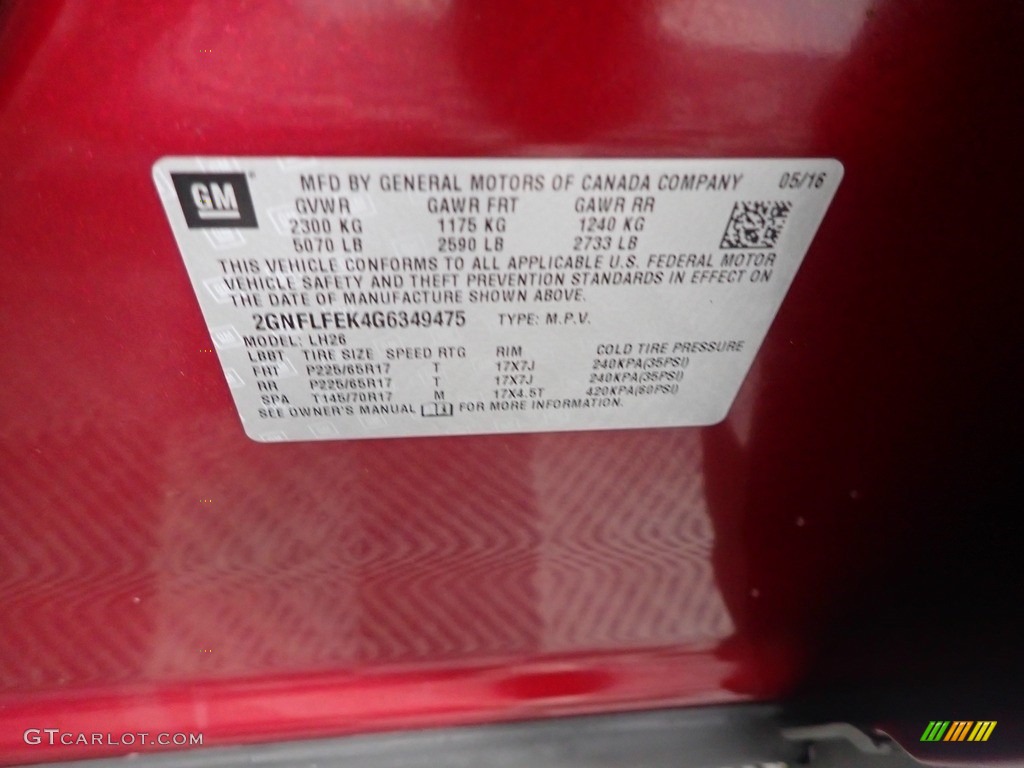 GM MFD BY GENERAL MOTORS OF CANADA COMPANY 05/16
GVWR GAWR FRT GAWR RR
2300 KG 1175 KG 1240 KG
5070 LB 2590 LB 2733 LB
THIS VEHICLE CONFORMS TO ALL APPLICABLE U.S. FEDERAL MOTOR
VEHICLE SAFETY AND THEFT PREVENTION STANDARDS IN EFFECT ON
THE DATE OF MANUFACTURE SHOWN ABOVE.
2GNFLFEK4G6349475 TYPE: M.P.V.
MODEL: LH26
LBBT TIRE SIZE SPEED RTG RIM COLD TIRE PRESSURE
FRT P225/65R17 T 17X7J 240KPA(35PSI)
RR P225/65R17 T 17X7J 240KPA(35PSI)
SPA T145/70R17 M 17X4.5T 420KPA(60PSI)
SEE OWNER'S MANUAL FOR MORE INFORMATION.
GTCARLOT.COM